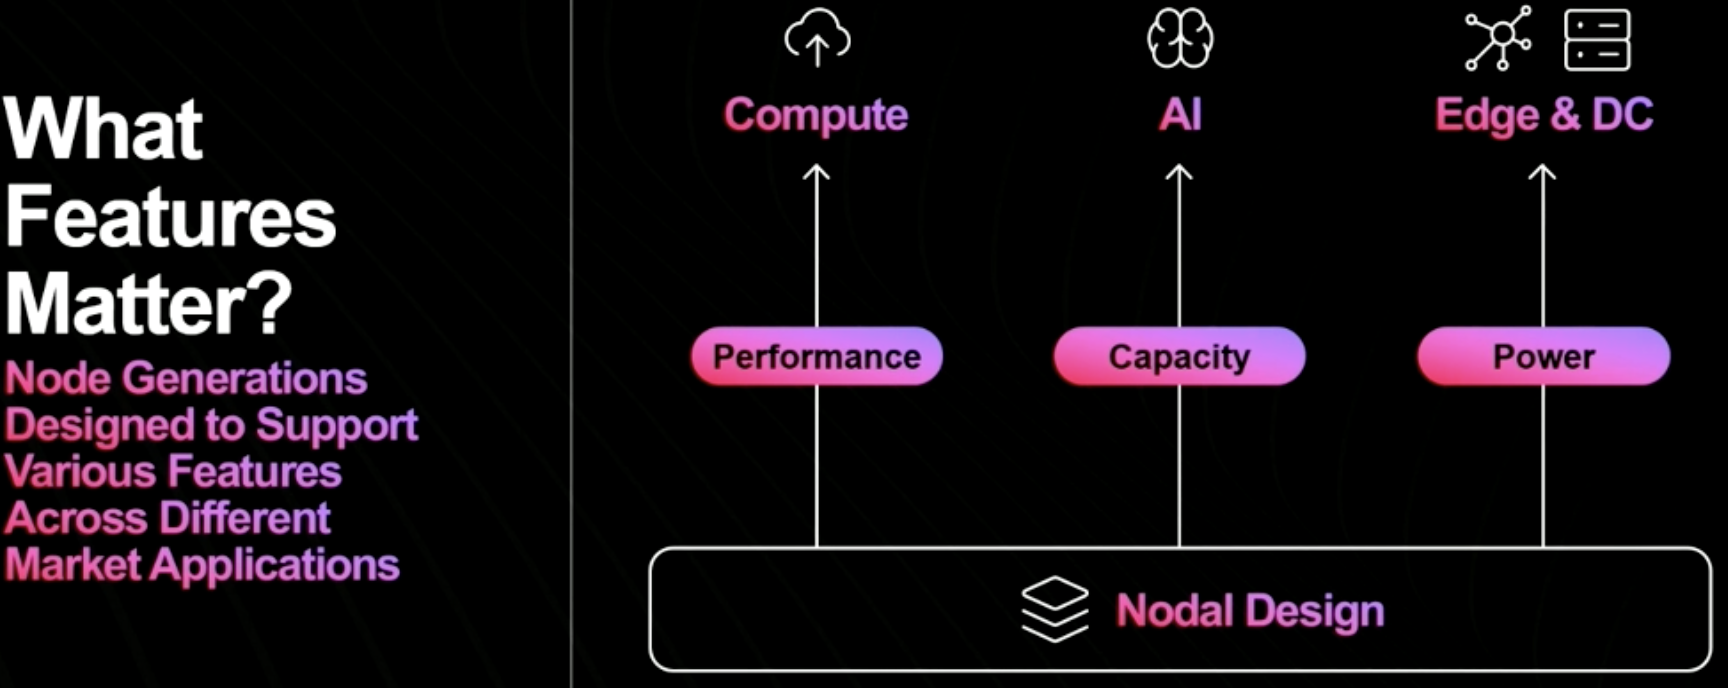 What
Features
Matter?
Node Generations
Designed to Support
Various Features
Across Different
Market Applications
Compute
AI
Edge & DC
Performance
Capacity
Power
Nodal Design